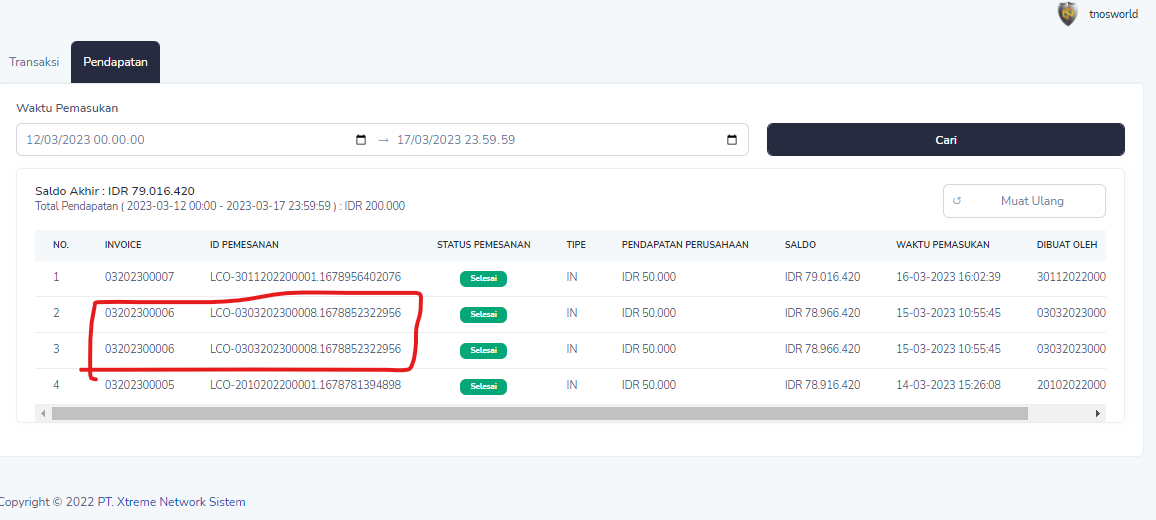 tnosworld
Transaksi Pendapatan
Waktu Pemasukan
12/03/2023 00.00.00 → 17/03/2023 23.59.59 Cari
Saldo Akhir : IDR 79.016.420
Total Pendapatan ( 2023-03-12 00:00 - 2023-03-17 23:59:59 ) : IDR 200.000
Muat Ulang
NO. INVOICE ID PEMESANAN STATUS PEMESANAN TIPE PENDAPATAN PERUSAHAAN SALDO WAKTU PEMASUKAN DIBUAT OLEH
1 03202300007 LCO-3011202200001.1678956402076 Selesai IN IDR 50.000 IDR 79.016.420 16-03-2023 16:02:39 30112022000
2 03202300006 LCO-0303202300008.1678852322956 Selesai IN IDR 50.000 IDR 78.966.420 15-03-2023 10:55:45 03032023000
3 03202300006 LCO-0303202300008.1678852322956 Selesai IN IDR 50.000 IDR 78.966.420 15-03-2023 10:55:45 03032023000
4 03202300005 LCO-2010202200001.1678781394898 Selesai IN IDR 50.000 IDR 78.916.420 14-03-2023 15:26:08 20102022000
Copyright © 2022 PT. Xtreme Network Sistem